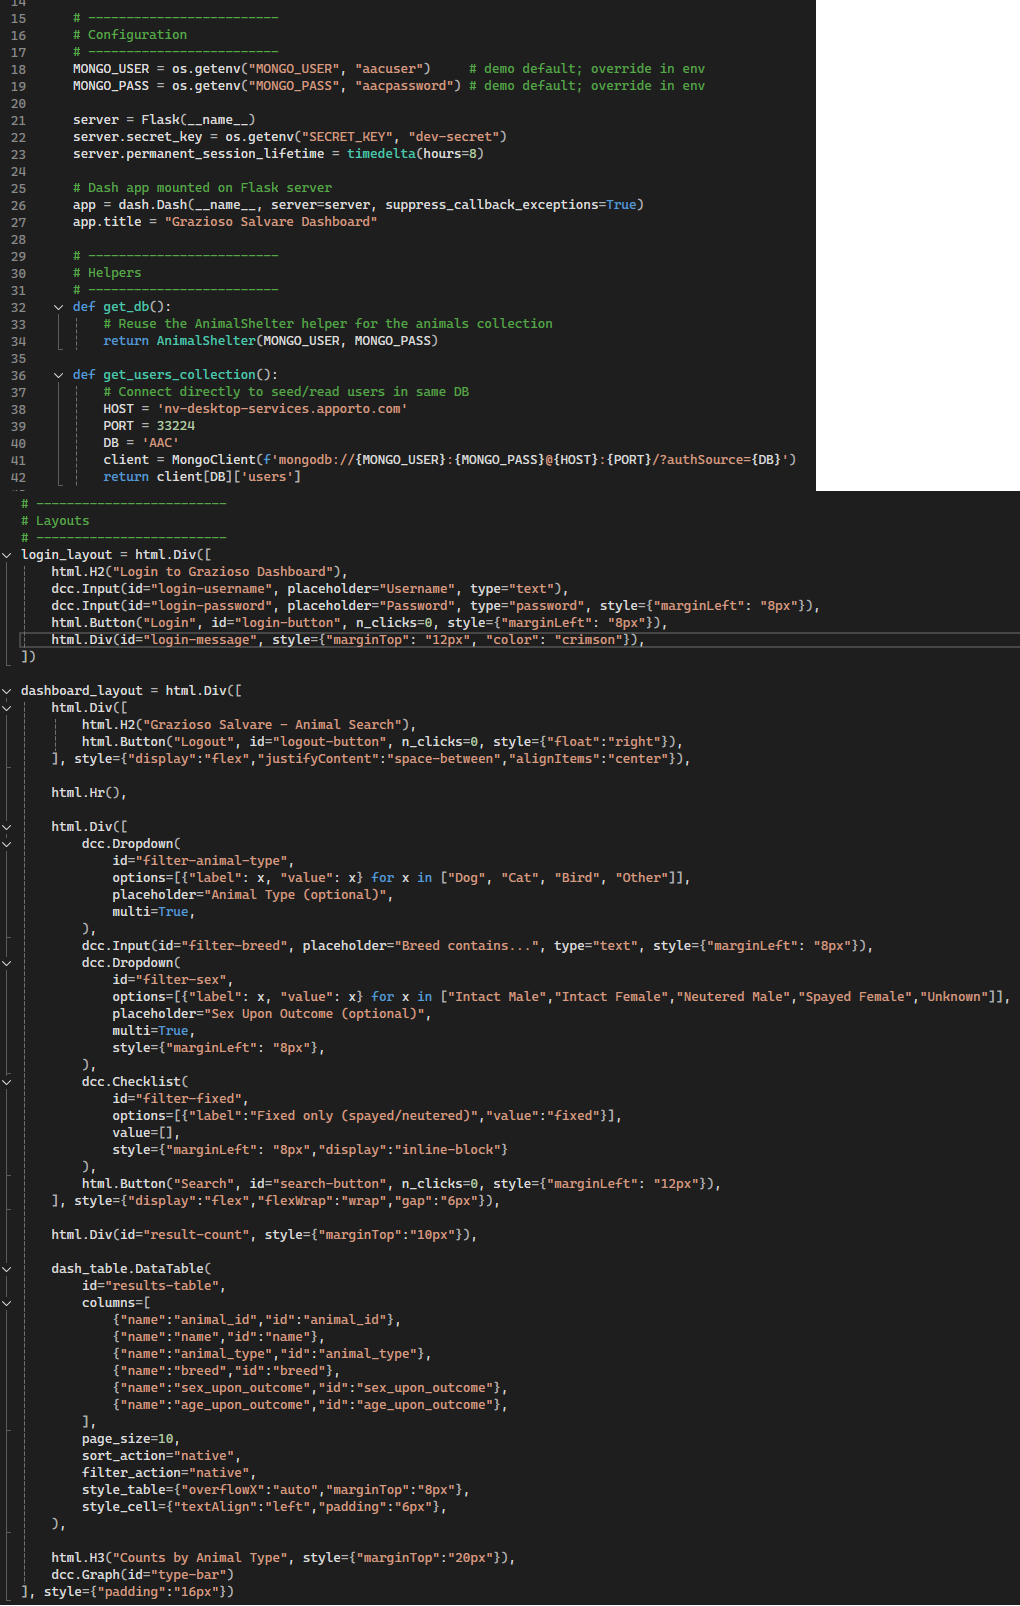 14
15 # -------------------------
16 # Configuration
17 # -------------------------
18 MONGO_USER = os.getenv("MONGO_USER", "aacuser")     # demo default; override in env
19 MONGO_PASS = os.getenv("MONGO_PASS", "aacpassword") # demo default; override in env
20
21 server = Flask(__name__)
22 server.secret_key = os.getenv("SECRET_KEY", "dev-secret")
23 server.permanent_session_lifetime = timedelta(hours=8)
24
25 # Dash app mounted on Flask server
26 app = dash.Dash(__name__, server=server, suppress_callback_exceptions=True)
27 app.title = "Grazioso Salvare Dashboard"
28
29 # -------------------------
30 # Helpers
31 # -------------------------
32 def get_db():
33     # Reuse the AnimalShelter helper for the animals collection
34     return AnimalShelter(MONGO_USER, MONGO_PASS)
35
36 def get_users_collection():
37     # Connect directly to seed/read users in same DB
38     HOST = 'nv-desktop-services.apporto.com'
39     PORT = 33224
40     DB = 'AAC'
41     client = MongoClient(f'mongodb://{MONGO_USER}:{MONGO_PASS}@{HOST}:{PORT}/?authSource={DB}')
42     return client[DB]['users']
# -------------------------
# Layouts
# -------------------------
login_layout = html.Div([
    html.H2("Login to Grazioso Dashboard"),
    dcc.Input(id="login-username", placeholder="Username", type="text"),
    dcc.Input(id="login-password", placeholder="Password", type="password", style={"marginLeft": "8px"}),
    html.Button("Login", id="login-button", n_clicks=0, style={"marginLeft": "8px"}),
    html.Div(id="login-message", style={"marginTop": "12px", "color": "crimson"}),
])

dashboard_layout = html.Div([
    html.Div([
        html.H2("Grazioso Salvare – Animal Search"),
        html.Button("Logout", id="logout-button", n_clicks=0, style={"float":"right"}),
    ], style={"display":"flex","justifyContent":"space-between","alignItems":"center"}),

    html.Hr(),

    html.Div([
        dcc.Dropdown(
            id="filter-animal-type",
            options=[{"label": x, "value": x} for x in ["Dog", "Cat", "Bird", "Other"]],
            placeholder="Animal Type (optional)",
            multi=True,
        ),
        dcc.Input(id="filter-breed", placeholder="Breed contains...", type="text", style={"marginLeft": "8px"}),
        dcc.Dropdown(
            id="filter-sex",
            options=[{"label": x, "value": x} for x in ["Intact Male","Intact Female","Neutered Male","Spayed Female","Unknown"]],
            placeholder="Sex Upon Outcome (optional)",
            multi=True,
            style={"marginLeft": "8px"},
        ),
        dcc.Checklist(
            id="filter-fixed",
            options=[{"label":"Fixed only (spayed/neutered)","value":"fixed"}],
            value=[],
            style={"marginLeft": "8px","display":"inline-block"}
        ),
        html.Button("Search", id="search-button", n_clicks=0, style={"marginLeft": "12px"}),
    ], style={"display":"flex","flexWrap":"wrap","gap":"6px"}),

    html.Div(id="result-count", style={"marginTop":"10px"}),

    dash_table.DataTable(
        id="results-table",
        columns=[
            {"name":"animal_id","id":"animal_id"},
            {"name":"name","id":"name"},
            {"name":"animal_type","id":"animal_type"},
            {"name":"breed","id":"breed"},
            {"name":"sex_upon_outcome","id":"sex_upon_outcome"},
            {"name":"age_upon_outcome","id":"age_upon_outcome"},
        ],
        page_size=10,
        sort_action="native",
        filter_action="native",
        style_table={"overflowX":"auto","marginTop":"8px"},
        style_cell={"textAlign":"left","padding":"6px"},
    ),

    html.H3("Counts by Animal Type", style={"marginTop":"20px"}),
    dcc.Graph(id="type-bar")
], style={"padding":"16px"})